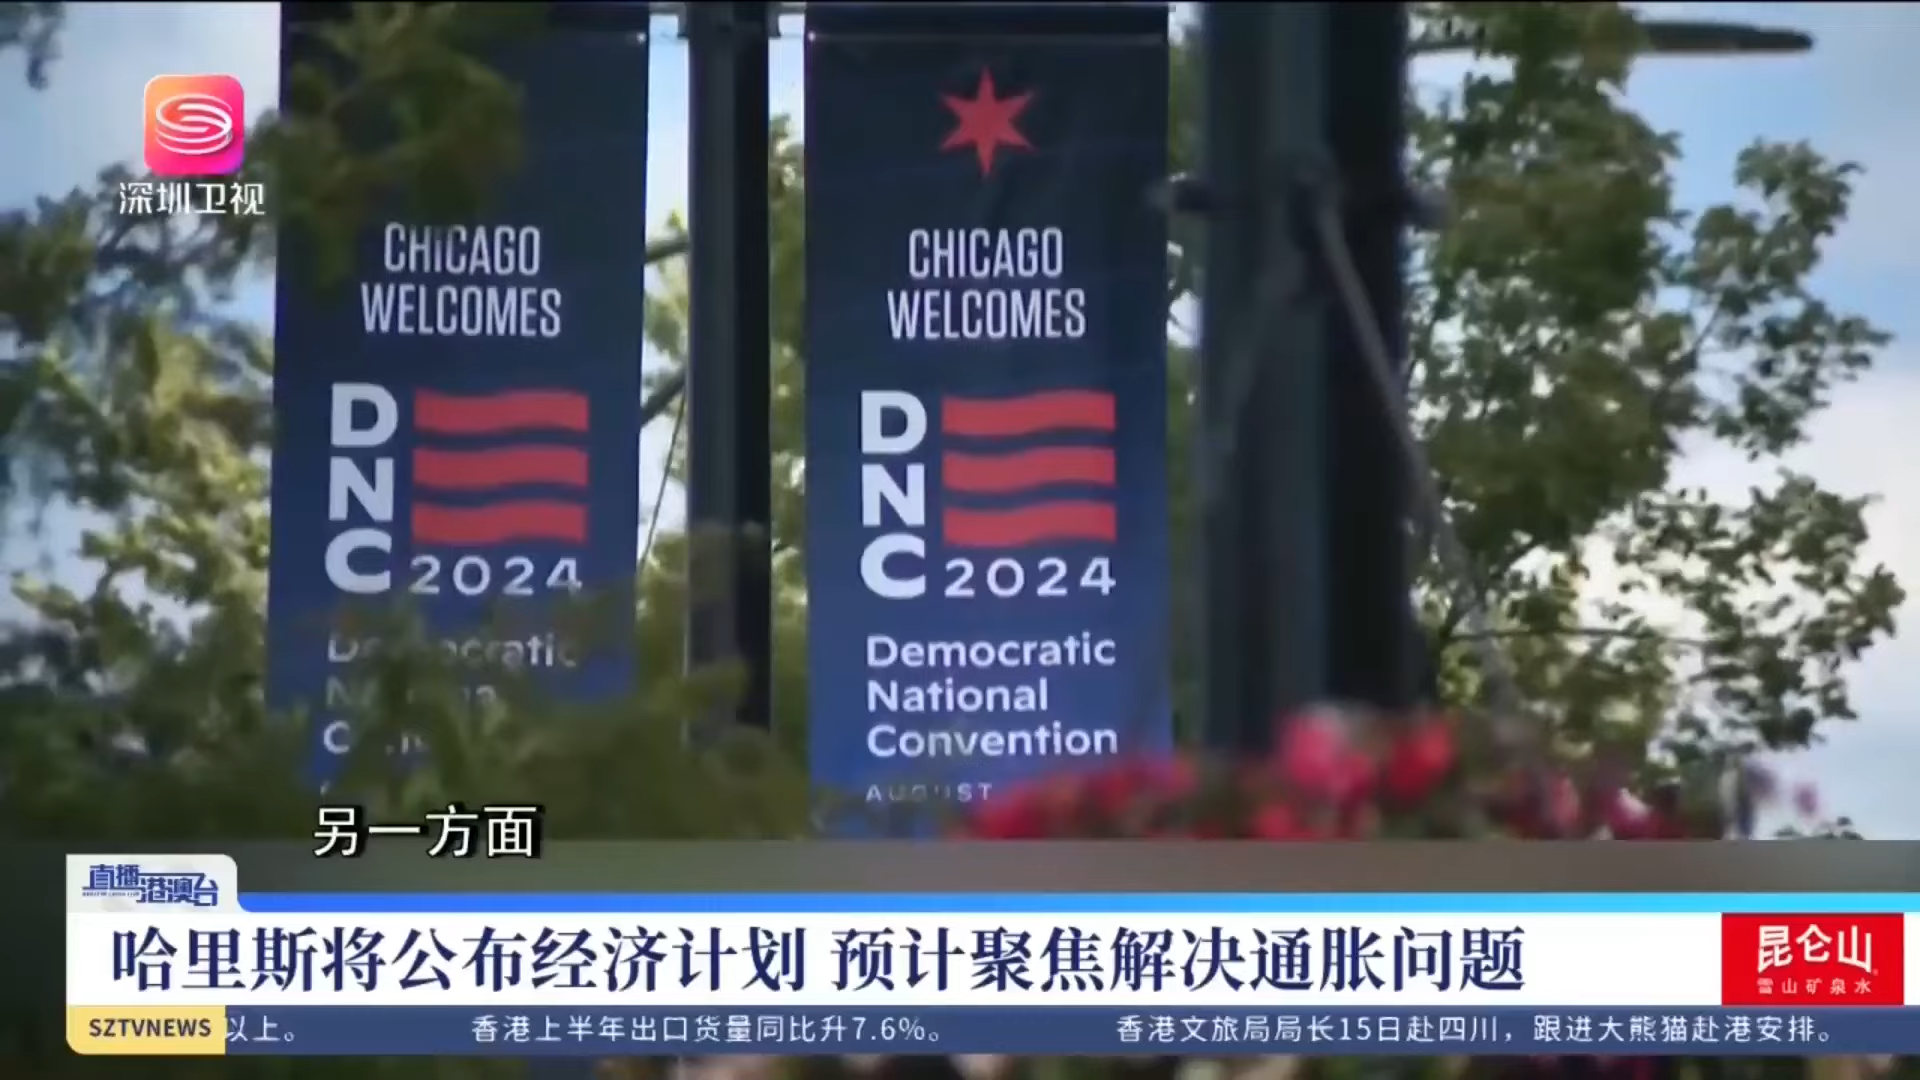 深圳卫视
CHICAGO
WELCOMES
DNC
2024
CHICAGO
WELCOMES
DNC
2024
Democratic
National
Convention
AUGUST
另一方面
直播港澳台
哈里斯将公布经济计划 预计聚焦解决通胀问题
昆仑山
雪山矿泉水
SZTVNEWS
以上。 香港上半年出口货量同比升7.6%。 香港文旅局局长15日赴四川，跟进大熊猫赴港安排。